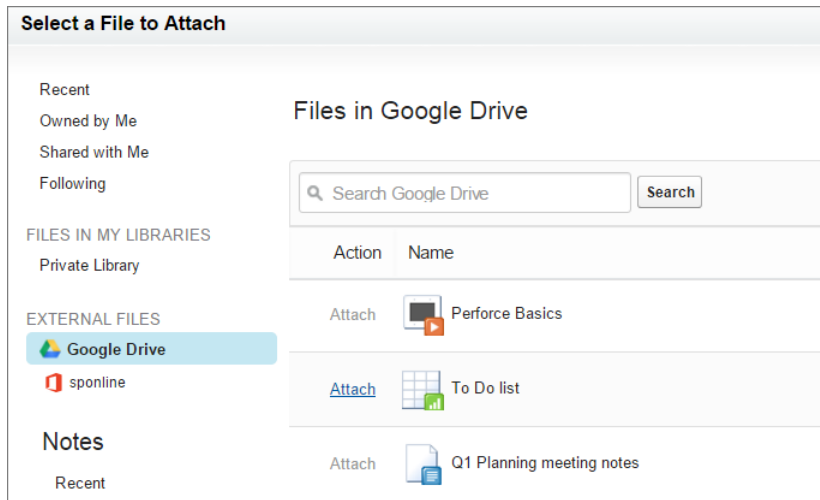 Select a File to Attach
Recent
Owned by Me
Shared with Me
Following
FILES IN MY LIBRARIES
Private Library
EXTERNAL FILES
Google Drive
sponline
Notes
Recent
Files in Google Drive
Search Google Drive Search
Action Name
Attach Perforce Basics
Attach To Do list
Attach Q1 Planning meeting notes